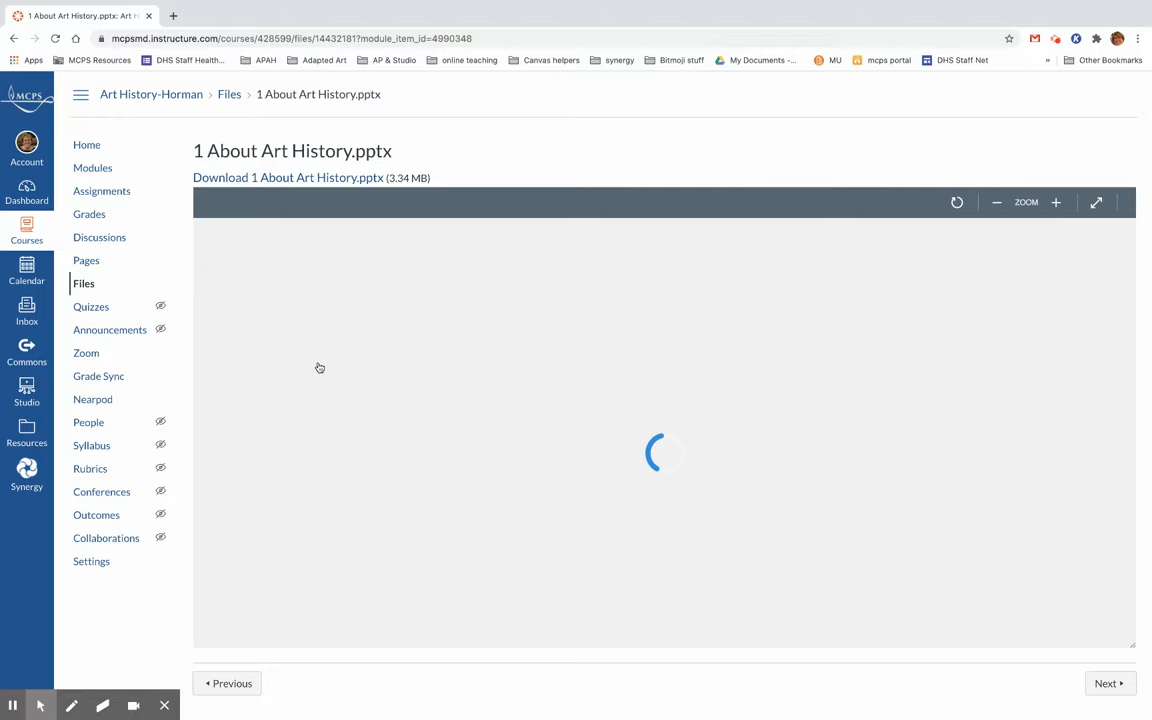 1 About Art History.pptx: Art H
mcpsmd.instructure.com/courses/428599/files/14432181?module_item_id=4990348
Apps
MCPS Resources
DHS Staff Health...
APAH
Adapted Art
AP & Studio
online teaching
Canvas helpers
synergy
Bitmoji stuff
My Documents -...
MU
mcps portal
DHS Staff Net
»
Other Bookmarks
MCPS
Art History-Horman › Files › 1 About Art History.pptx
Account
Dashboard
Courses
Calendar
Inbox
Commons
Studio
Resources
Synergy
Home
Modules
Assignments
Grades
Discussions
Pages
Files
Quizzes
Announcements
Zoom
Grade Sync
Nearpod
People
Syllabus
Rubrics
Conferences
Outcomes
Collaborations
Settings
1 About Art History.pptx
Download 1 About Art History.pptx (3.34 MB)
ZOOM
Previous
Next